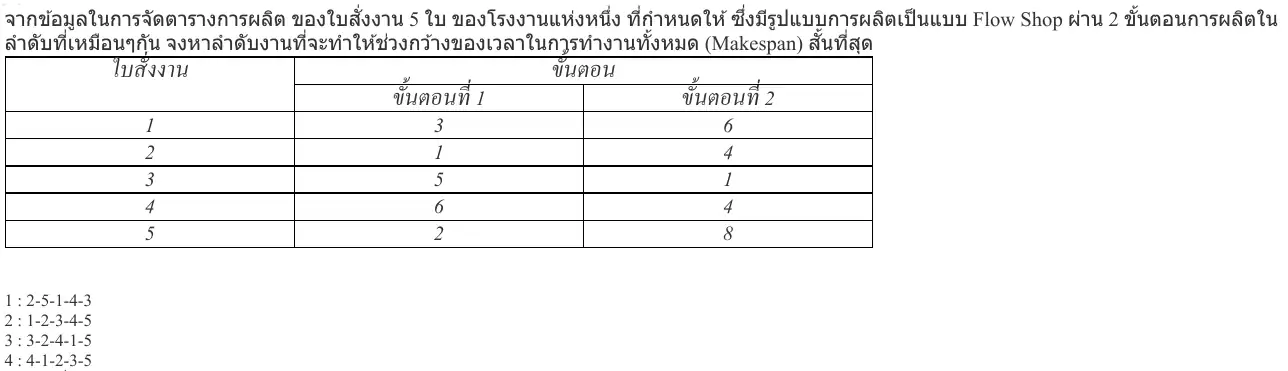 จากข้อมูลในการจัดตารางการผลิต ของใบสั่งงาน 5 ใบ ของโรงงานแห่งหนึ่ง ที่กำหนดให้ ซึ่งมีรูปแบบการผลิตเป็นแบบ Flow Shop ผ่าน 2 ขั้นตอนการผลิตใน
ลำดับที่เหมือนๆกัน จงหาลำดับงานที่จะทำให้ช่วงกว้างของเวลาในการทำงานทั้งหมด (Makespan) สั้นที่สุด
ใบสั่งงาน ขั้นตอน
ขั้นตอนที่ 1 ขั้นตอนที่ 2
1 3 6
2 1 4
3 5 1
4 6 4
5 2 8
1 : 2-5-1-4-3
2 : 1-2-3-4-5
3 : 3-2-4-1-5
4 : 4-1-2-3-5